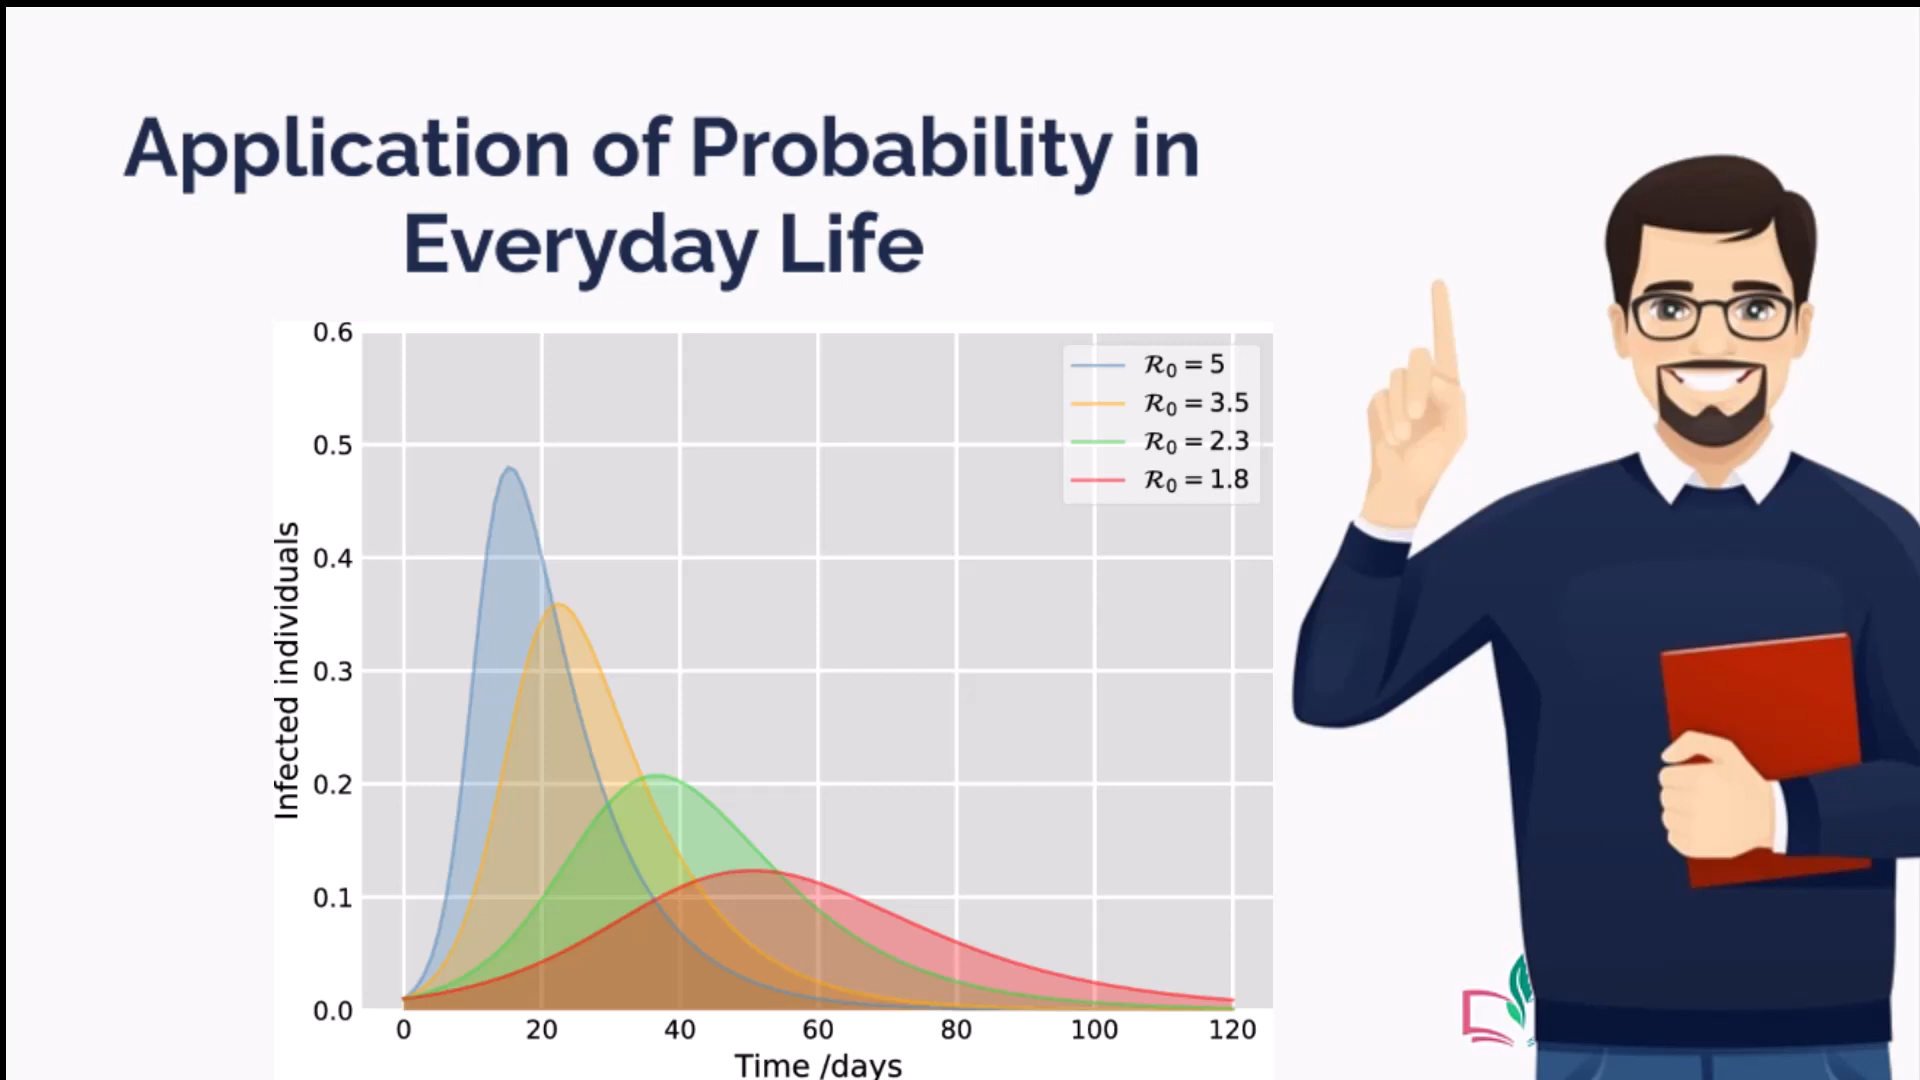 Application of Probability in
Everyday Life
0.6
0.5
0.4
0.3
0.2
0.1
0.0
Infected individuals
R₀ = 5
R₀ = 3.5
R₀ = 2.3
R₀ = 1.8
0 20 40 60 80 100 120
Time /days